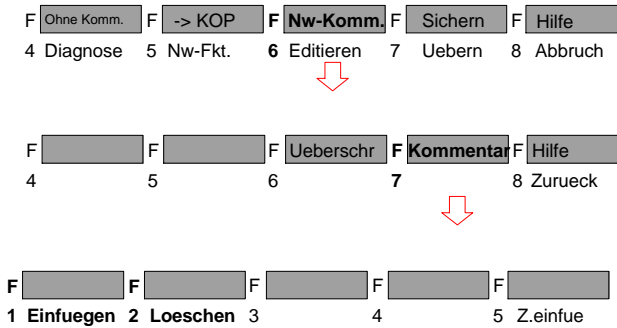 F Ohne Komm. F -> KOP F Nw-Komm. F Sichern F Hilfe
4 Diagnose 5 Nw-Fkt. 6 Editieren 7 Uebern 8 Abbruch
F F F Ueberschr F Kommentar F Hilfe
4 5 6 7 8 Zurueck
F F F F F
1 Einfuegen 2 Loeschen 3 4 5 Z.einfue